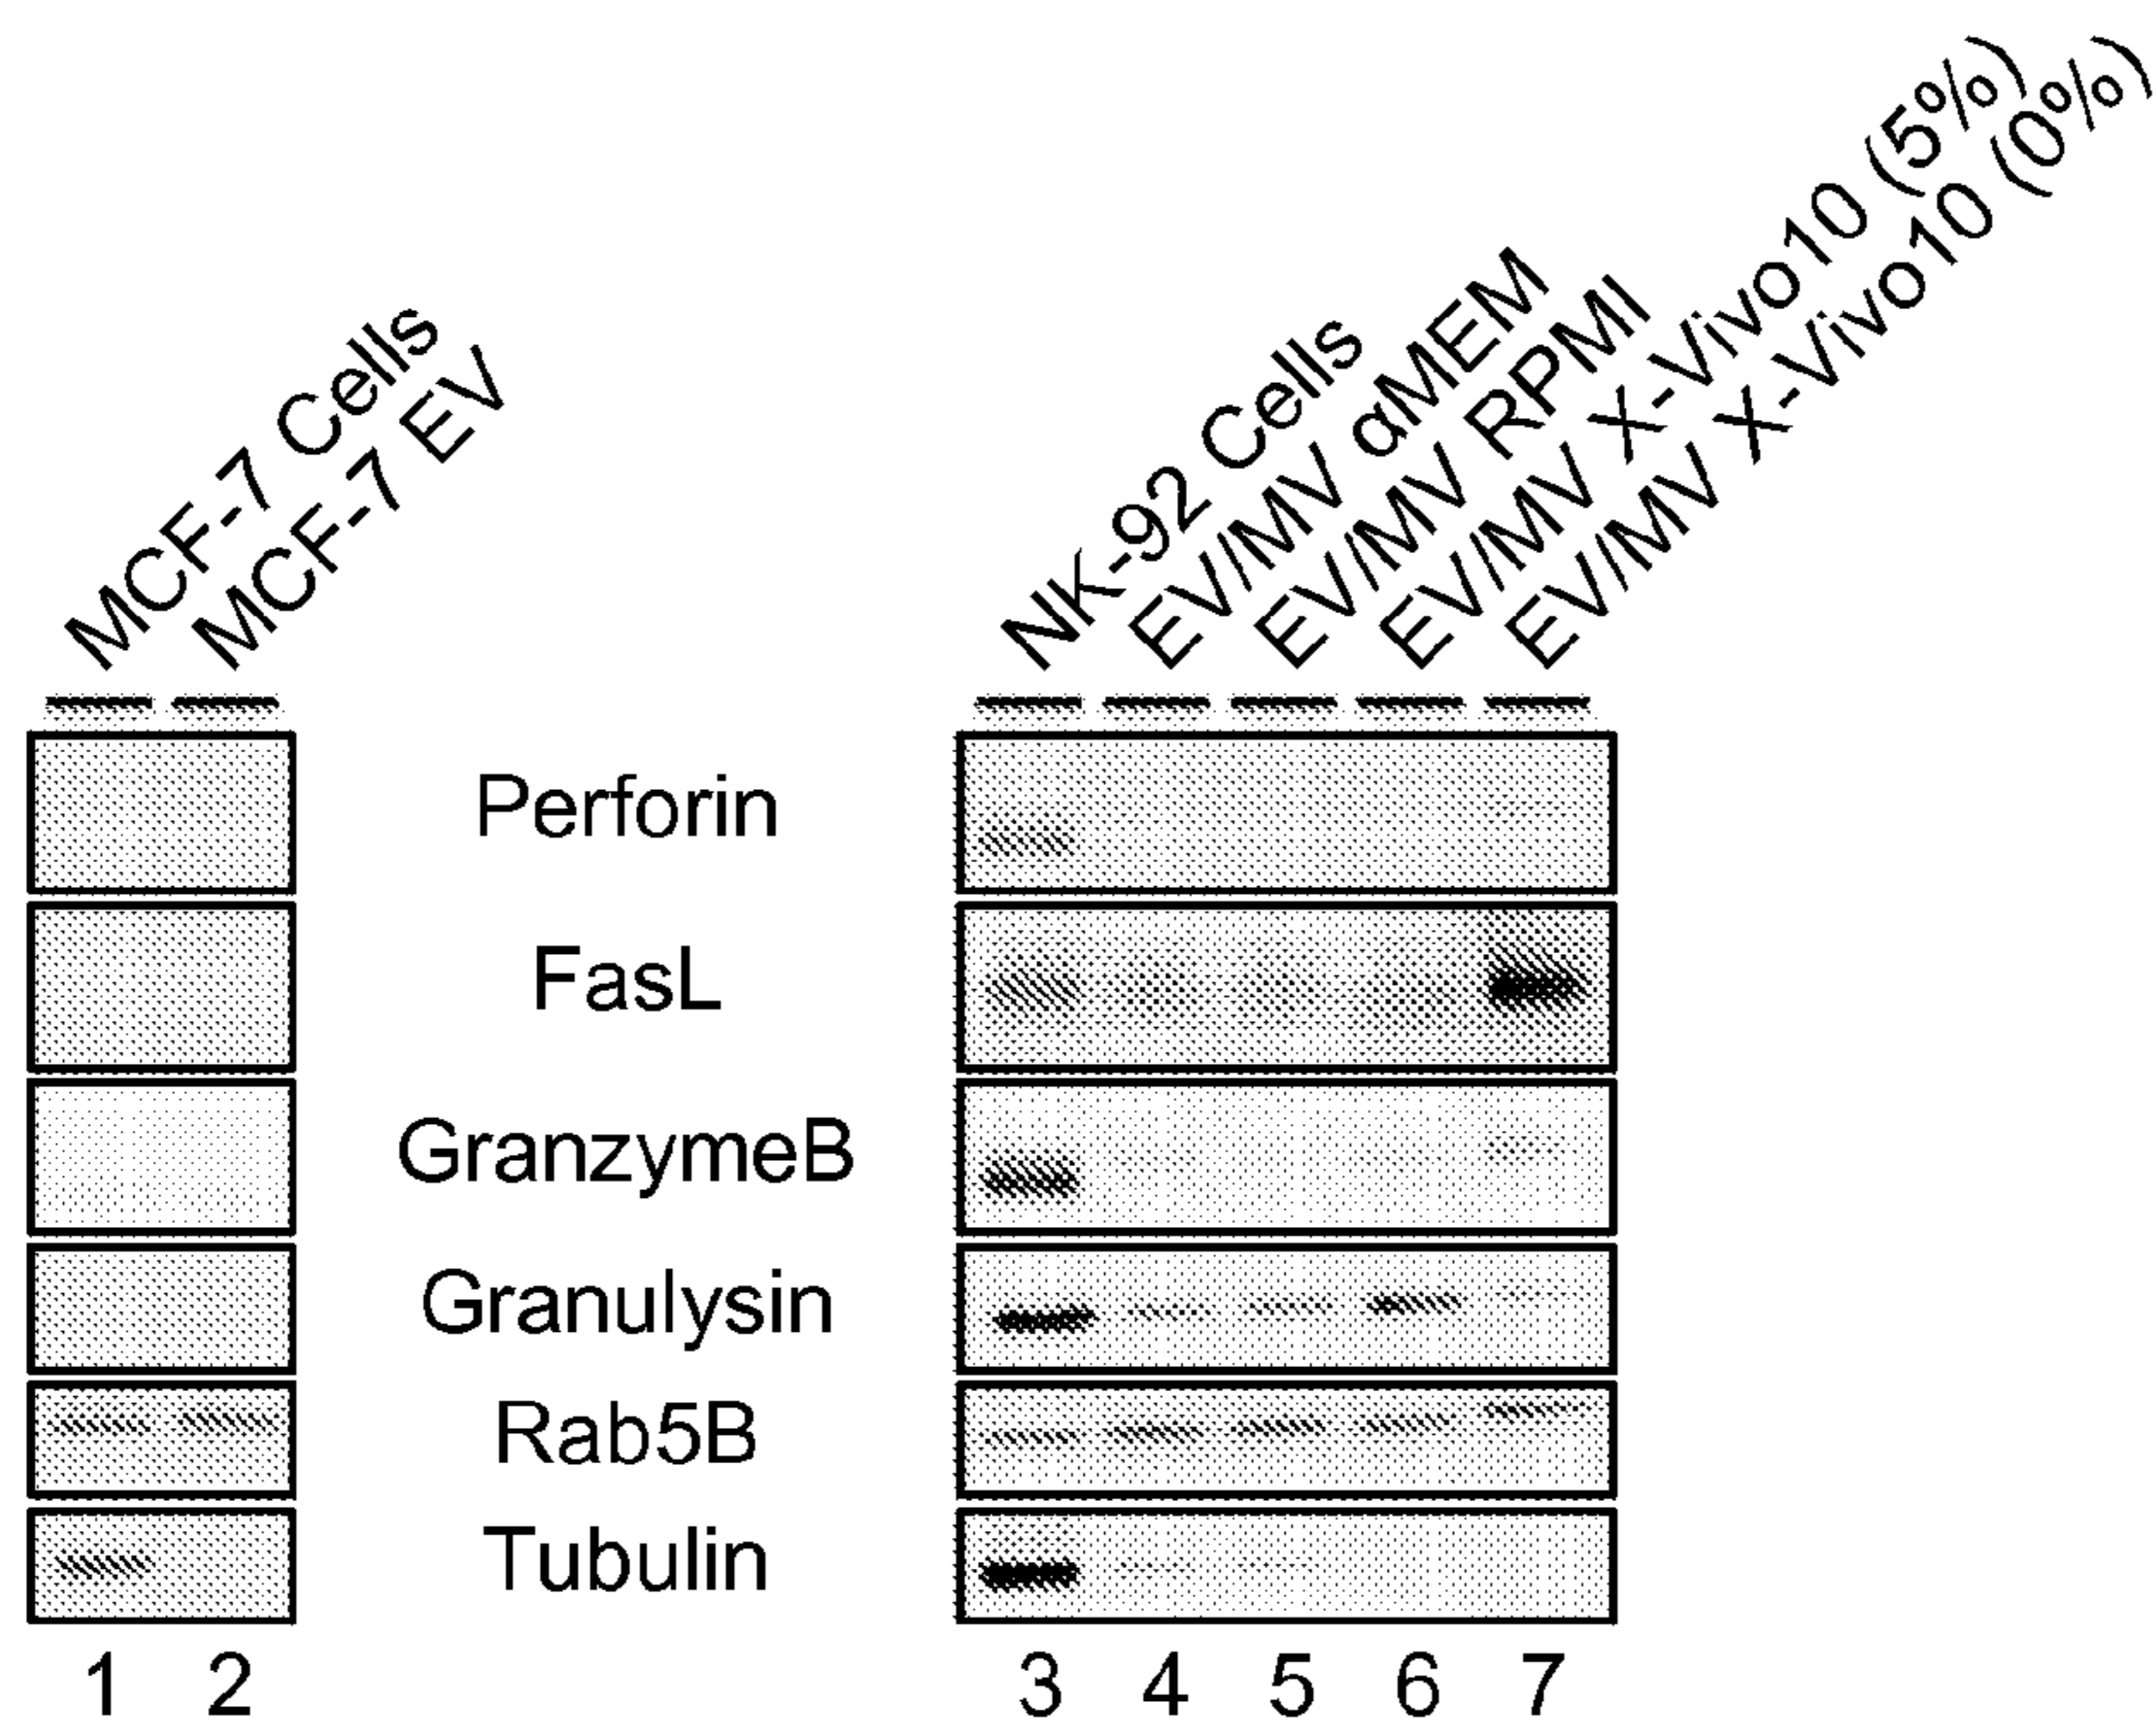 MCF-7 Cells
MCF-7 EV
NK-92 Cells
EV/MV αMEM
EV/MV RPMI
EV/MV X-Vivo10 (5%)
EV/MV X-Vivo10 (0%)
Perforin
FasL
GranzymeB
Granulysin
Rab5B
Tubulin
1 2 3 4 5 6 7